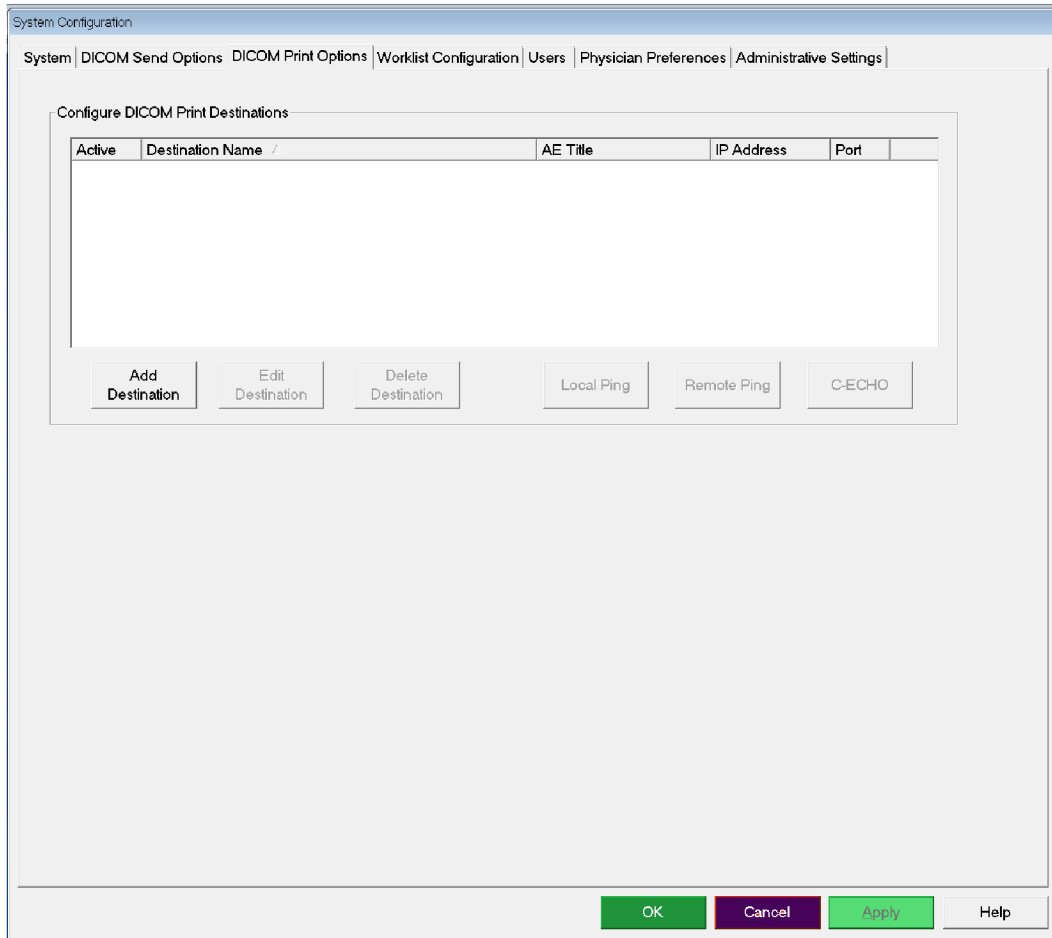 System Configuration
System DICOM Send Options DICOM Print Options Worklist Configuration Users Physician Preferences Administrative Settings
Configure DICOM Print Destinations
Active Destination Name AE Title IP Address Port
Add Destination Edit Destination Delete Destination Local Ping Remote Ping C-ECHO
OK Cancel Apply Help